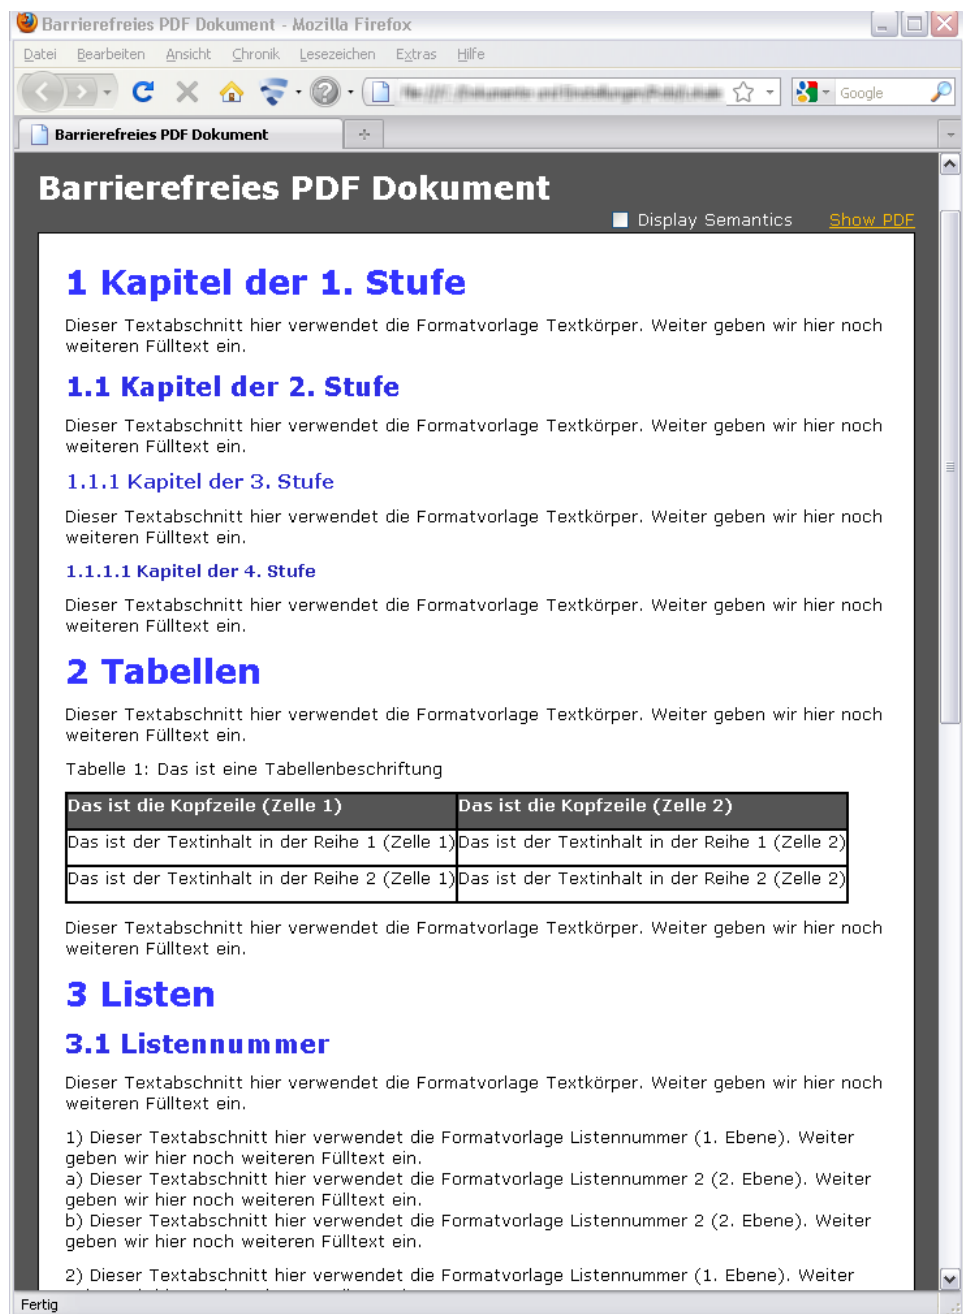 Barrierefreies PDF Dokument - Mozilla Firefox
Datei Bearbeiten Ansicht Chronik Lesezeichen Extras Hilfe
Google
Barrierefreies PDF Dokument
Barrierefreies PDF Dokument
Display Semantics Show PDF
1 Kapitel der 1. Stufe
Dieser Textabschnitt hier verwendet die Formatvorlage Textkörper. Weiter geben wir hier noch
weiteren Fülltext ein.
1.1 Kapitel der 2. Stufe
Dieser Textabschnitt hier verwendet die Formatvorlage Textkörper. Weiter geben wir hier noch
weiteren Fülltext ein.
1.1.1 Kapitel der 3. Stufe
Dieser Textabschnitt hier verwendet die Formatvorlage Textkörper. Weiter geben wir hier noch
weiteren Fülltext ein.
1.1.1.1 Kapitel der 4. Stufe
Dieser Textabschnitt hier verwendet die Formatvorlage Textkörper. Weiter geben wir hier noch
weiteren Fülltext ein.
2 Tabellen
Dieser Textabschnitt hier verwendet die Formatvorlage Textkörper. Weiter geben wir hier noch
weiteren Fülltext ein.
Tabelle 1: Das ist eine Tabellenbeschriftung
Das ist die Kopfzeile (Zelle 1) Das ist die Kopfzeile (Zelle 2)
Das ist der Textinhalt in der Reihe 1 (Zelle 1) Das ist der Textinhalt in der Reihe 1 (Zelle 2)
Das ist der Textinhalt in der Reihe 2 (Zelle 1) Das ist der Textinhalt in der Reihe 2 (Zelle 2)
Dieser Textabschnitt hier verwendet die Formatvorlage Textkörper. Weiter geben wir hier noch
weiteren Fülltext ein.
3 Listen
3.1 Listennummer
Dieser Textabschnitt hier verwendet die Formatvorlage Textkörper. Weiter geben wir hier noch
weiteren Fülltext ein.
1) Dieser Textabschnitt hier verwendet die Formatvorlage Listennummer (1. Ebene). Weiter
geben wir hier noch weiteren Fülltext ein.
a) Dieser Textabschnitt hier verwendet die Formatvorlage Listennummer 2 (2. Ebene). Weiter
geben wir hier noch weiteren Fülltext ein.
b) Dieser Textabschnitt hier verwendet die Formatvorlage Listennummer 2 (2. Ebene). Weiter
geben wir hier noch weiteren Fülltext ein.
2) Dieser Textabschnitt hier verwendet die Formatvorlage Listennummer (1. Ebene). Weiter
Fertig